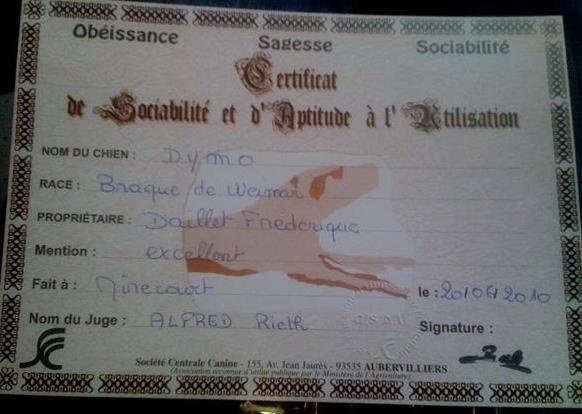 Obéissance Sagesse Sociabilité
Certificat
de Sociabilité et d'Aptitude à l'Utilisation
NOM DU CHIEN : Dymo
RACE : Braque de Weimar
PROPRIÉTAIRE : Daillet Frederique
Mention : excellent
Fait à : Mirecourt le : 20/06/2010
Nom du Juge : ALFRED Rieth Signature :
Société Centrale Canine - 155, Av. Jean Jaurès - 93535 AUBERVILLIERS
(Association reconnue d'utilité publique par le Ministère de l'Agriculture)